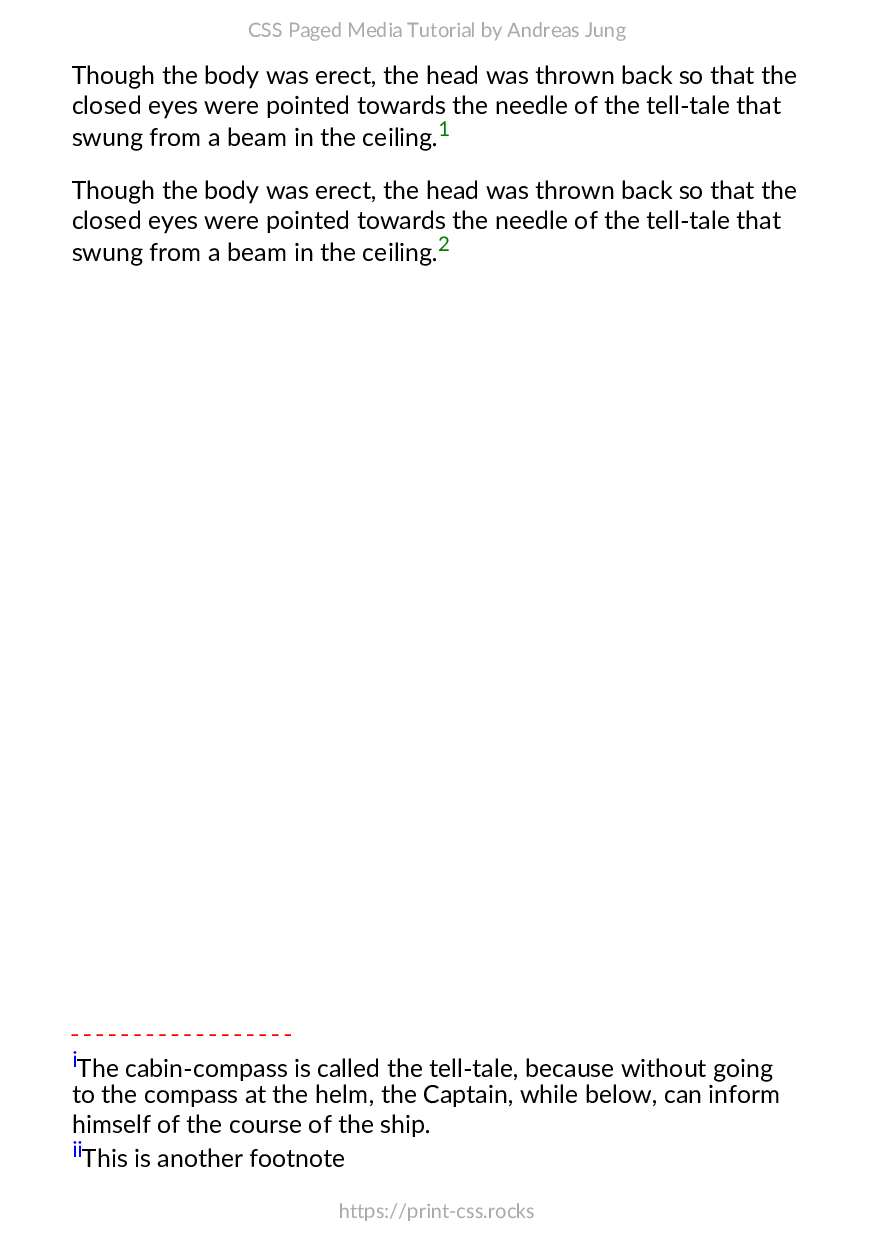 CSS Paged Media Tutorial by Andreas Jung
Though the body was erect, the head was thrown back so that the
closed eyes were pointed towards the needle of the tell-tale that
swung from a beam in the ceiling.1
Though the body was erect, the head was thrown back so that the
closed eyes were pointed towards the needle of the tell-tale that
swung from a beam in the ceiling.2
iThe cabin-compass is called the tell-tale, because without going
to the compass at the helm, the Captain, while below, can inform
himself of the course of the ship.
iiThis is another footnote
https://print-css.rocks